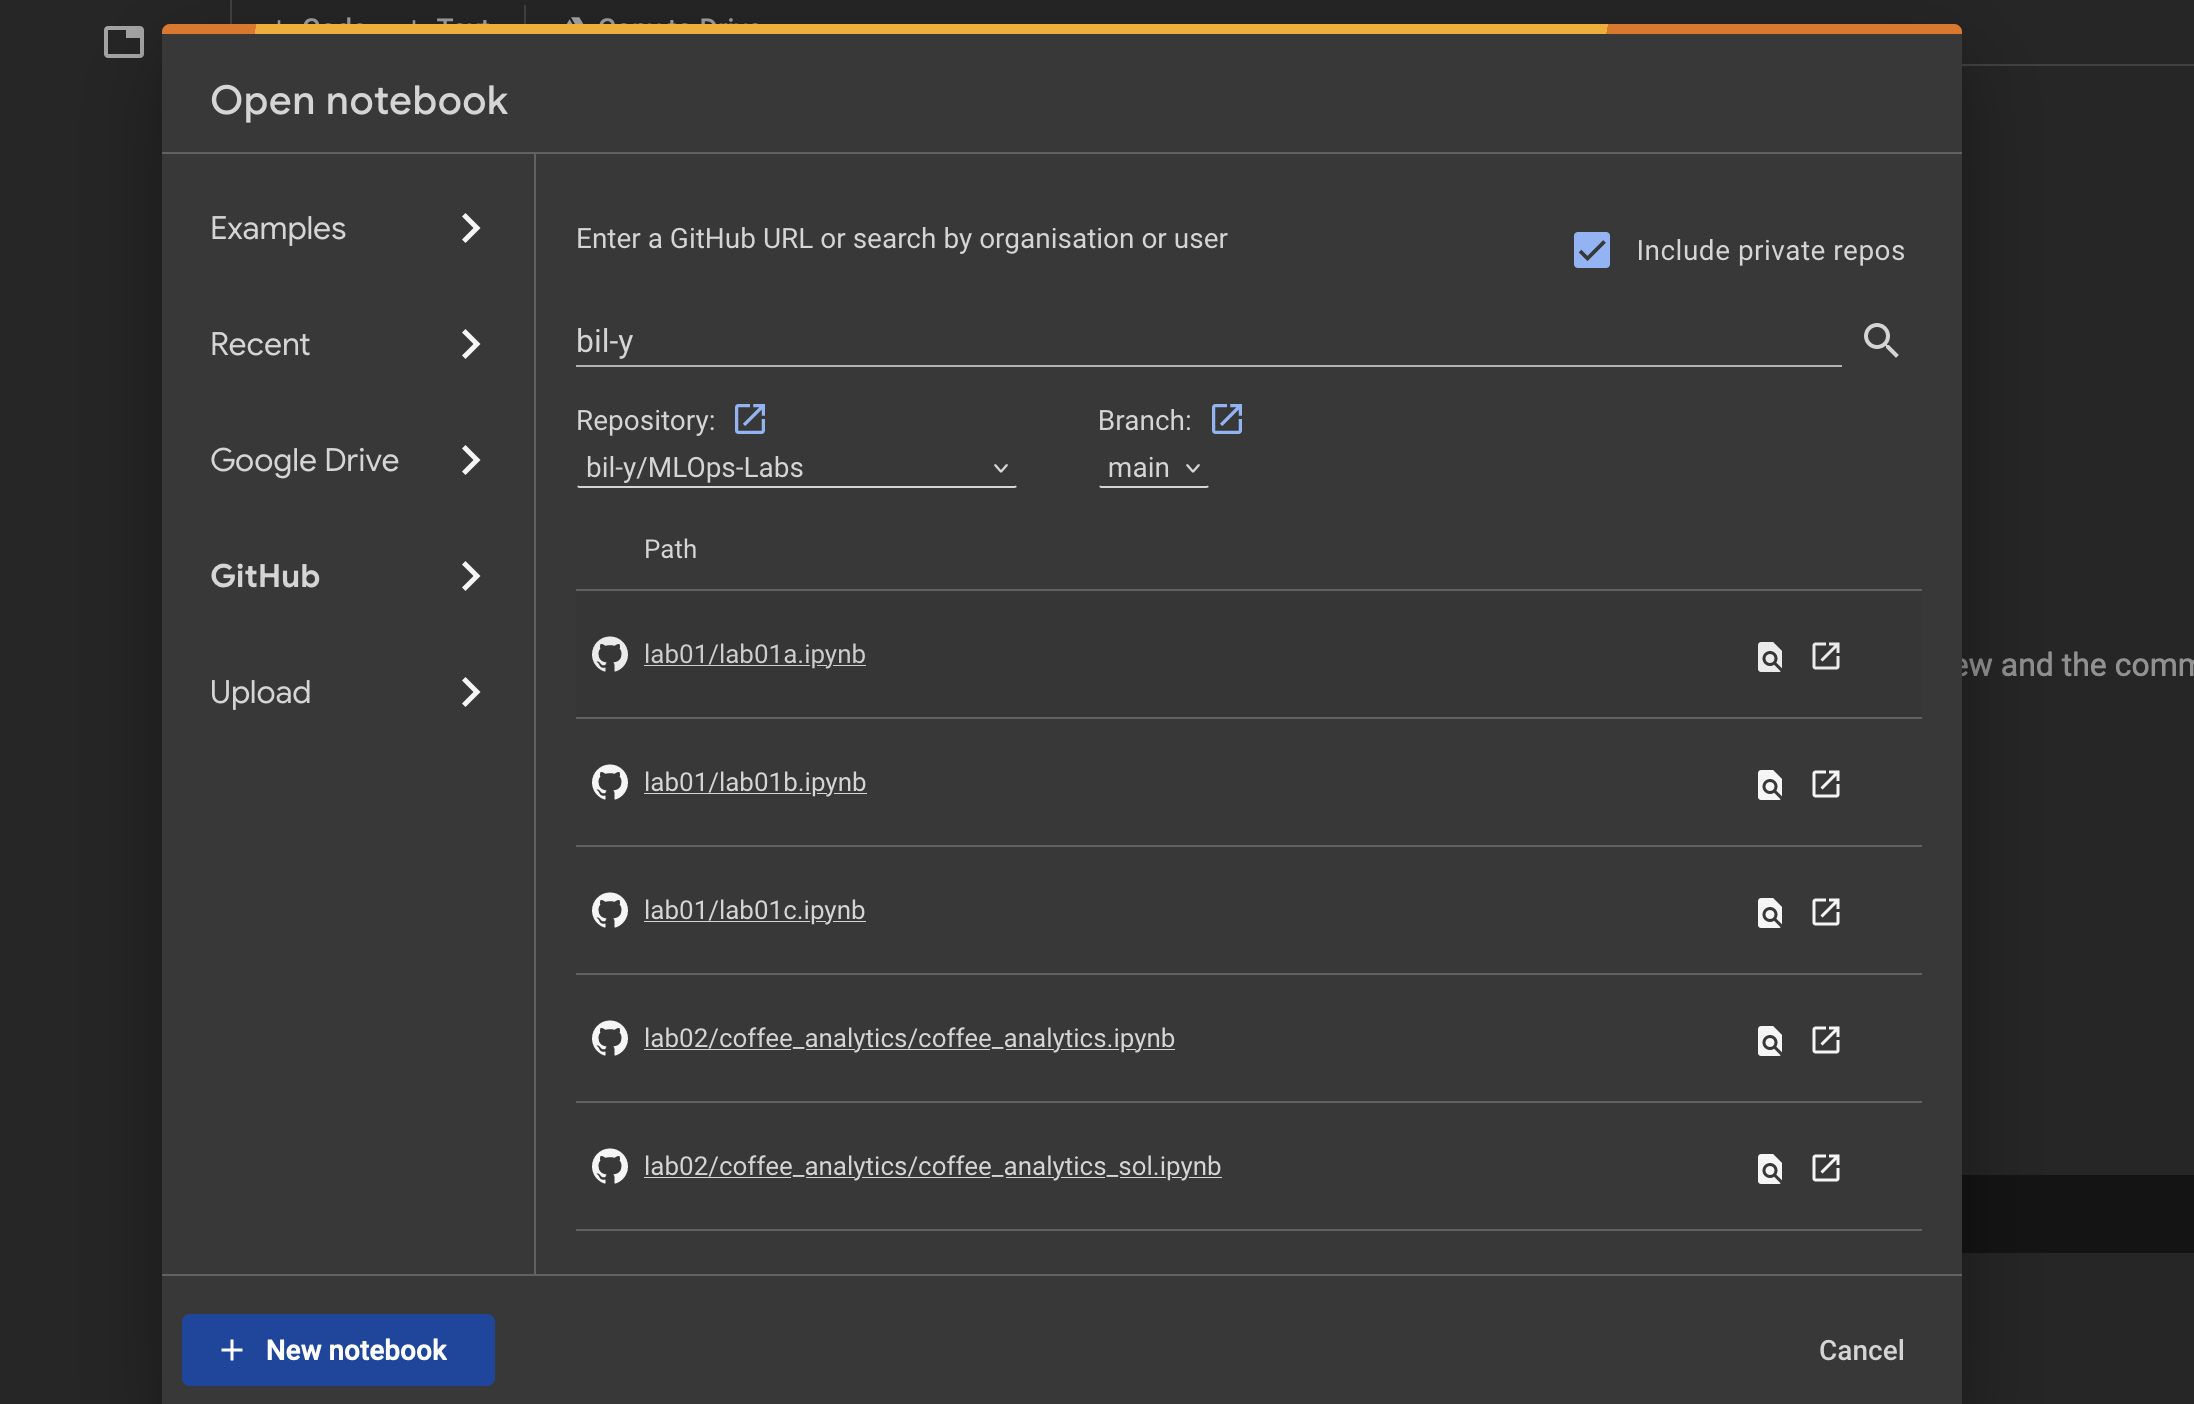 Open notebook
Examples
Recent
Google Drive
GitHub
Upload
Enter a GitHub URL or search by organisation or user
Include private repos
bil-y
Repository:
Branch:
bil-y/MLOps-Labs
main
Path
lab01/lab01a.ipynb
lab01/lab01b.ipynb
lab01/lab01c.ipynb
lab02/coffee_analytics/coffee_analytics.ipynb
lab02/coffee_analytics/coffee_analytics_sol.ipynb
and the
+ New notebook
Cancel